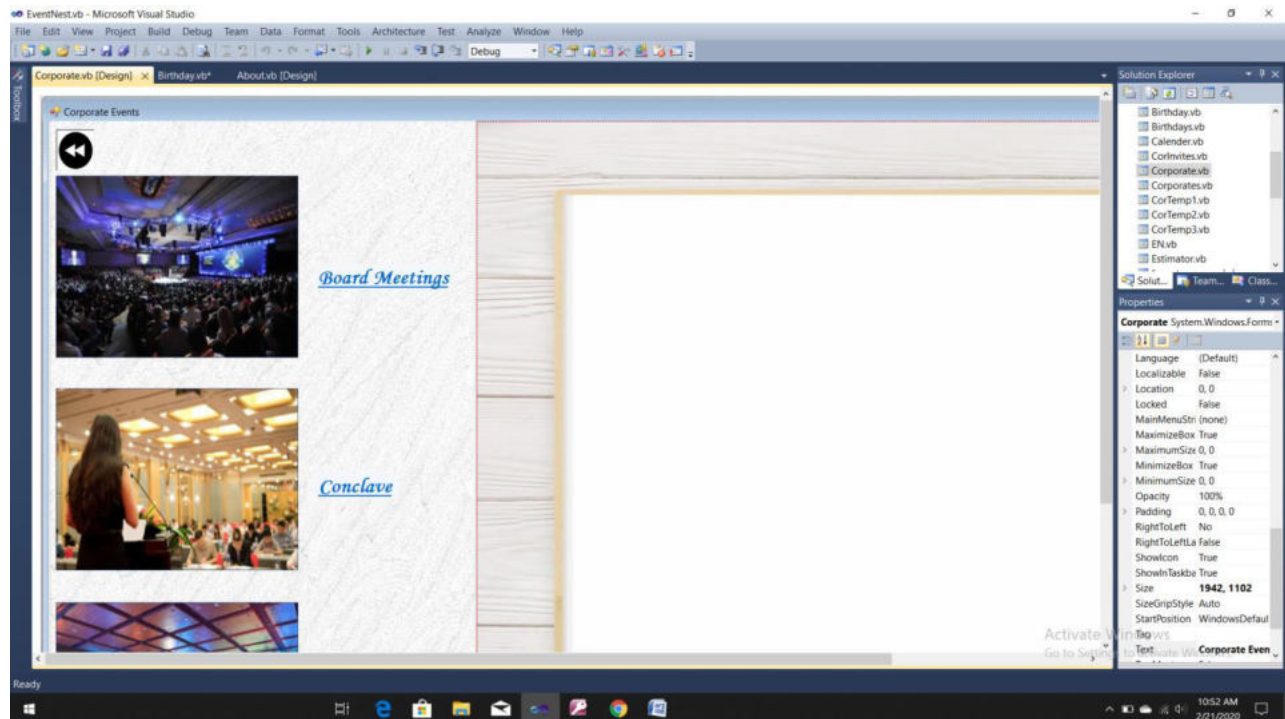 EventNest.vb - Microsoft Visual Studio
File Edit View Project Build Debug Team Data Format Tools Architecture Test Analyze Window Help
Debug
Corporate.vb [Design] Birthday.vb* About.vb [Design]
Toolbox
Corporate Events
Board Meetings
Conclave
Solution Explorer
Birthday.vb
Birthdays.vb
Calender.vb
CorInvites.vb
Corporate.vb
Corporates.vb
CorTemp1.vb
CorTemp2.vb
CorTemp3.vb
EN.vb
Estimator.vb
Solut... Team... Class...
Properties
Corporate System.Windows.Forms
Language (Default)
Localizable False
Location 0, 0
Locked False
MainMenuStri (none)
MaximizeBox True
MaximumSize 0, 0
MinimizeBox True
MinimumSize 0, 0
Opacity 100%
Padding 0, 0, 0, 0
RightToLeft No
RightToLeftLa False
ShowIcon True
ShowInTaskba True
Size 1942, 1102
SizeGripStyle Auto
StartPosition WindowsDefaul
Tag
Text Corporate Even
Activate Windows
Go to Settings to activate
Ready
10:52 AM
2/21/2020